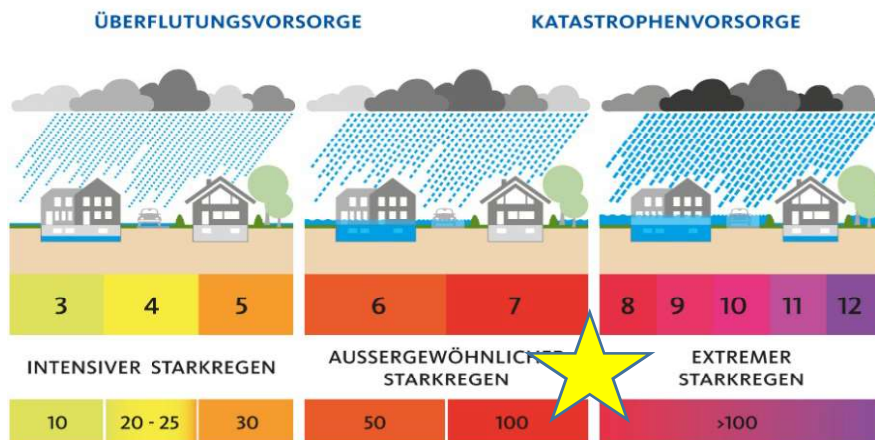 ÜBERFLUTUNGSVORSORGE KATASTROPHENVORSORGE
3 4 5 6 7 8 9 10 11 12
INTENSIVER STARKREGEN
AUSSERGEWÖHNLICHER
STARKREGEN
EXTREMER
STARKREGEN
10 20 - 25 30 50 100 >100